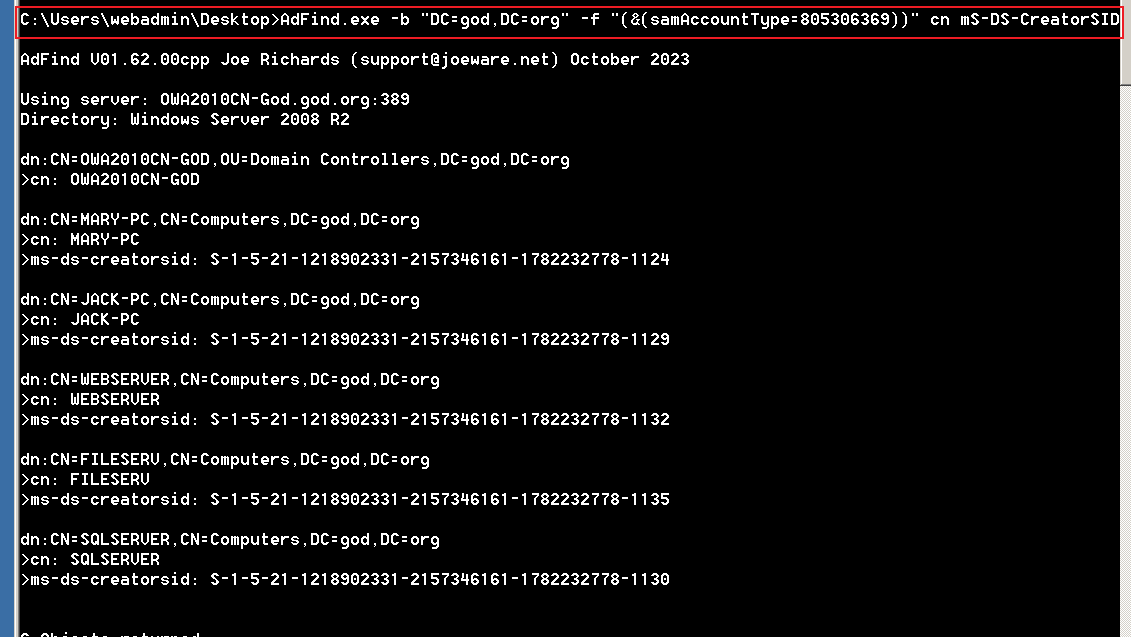 C:\Users\webadmin\Desktop>AdFind.exe -b "DC=god,DC=org" -f "(&(samAccountType=805306369))" cn mS-DS-CreatorSID
AdFind V01.62.00cpp Joe Richards (support@joeware.net) October 2023
Using server: OWA2010CN-God.god.org:389
Directory: Windows Server 2008 R2
dn:CN=OWA2010CN-GOD,OU=Domain Controllers,DC=god,DC=org
>cn: OWA2010CN-GOD
dn:CN=MARY-PC,CN=Computers,DC=god,DC=org
>cn: MARY-PC
>ms-ds-creatorsid: S-1-5-21-1218902331-2157346161-1782232778-1124
dn:CN=JACK-PC,CN=Computers,DC=god,DC=org
>cn: JACK-PC
>ms-ds-creatorsid: S-1-5-21-1218902331-2157346161-1782232778-1129
dn:CN=WEBSERVER,CN=Computers,DC=god,DC=org
>cn: WEBSERVER
>ms-ds-creatorsid: S-1-5-21-1218902331-2157346161-1782232778-1132
dn:CN=FILESERV,CN=Computers,DC=god,DC=org
>cn: FILESERV
>ms-ds-creatorsid: S-1-5-21-1218902331-2157346161-1782232778-1135
dn:CN=SQLSERVER,CN=Computers,DC=god,DC=org
>cn: SQLSERVER
>ms-ds-creatorsid: S-1-5-21-1218902331-2157346161-1782232778-1130
Objects returned